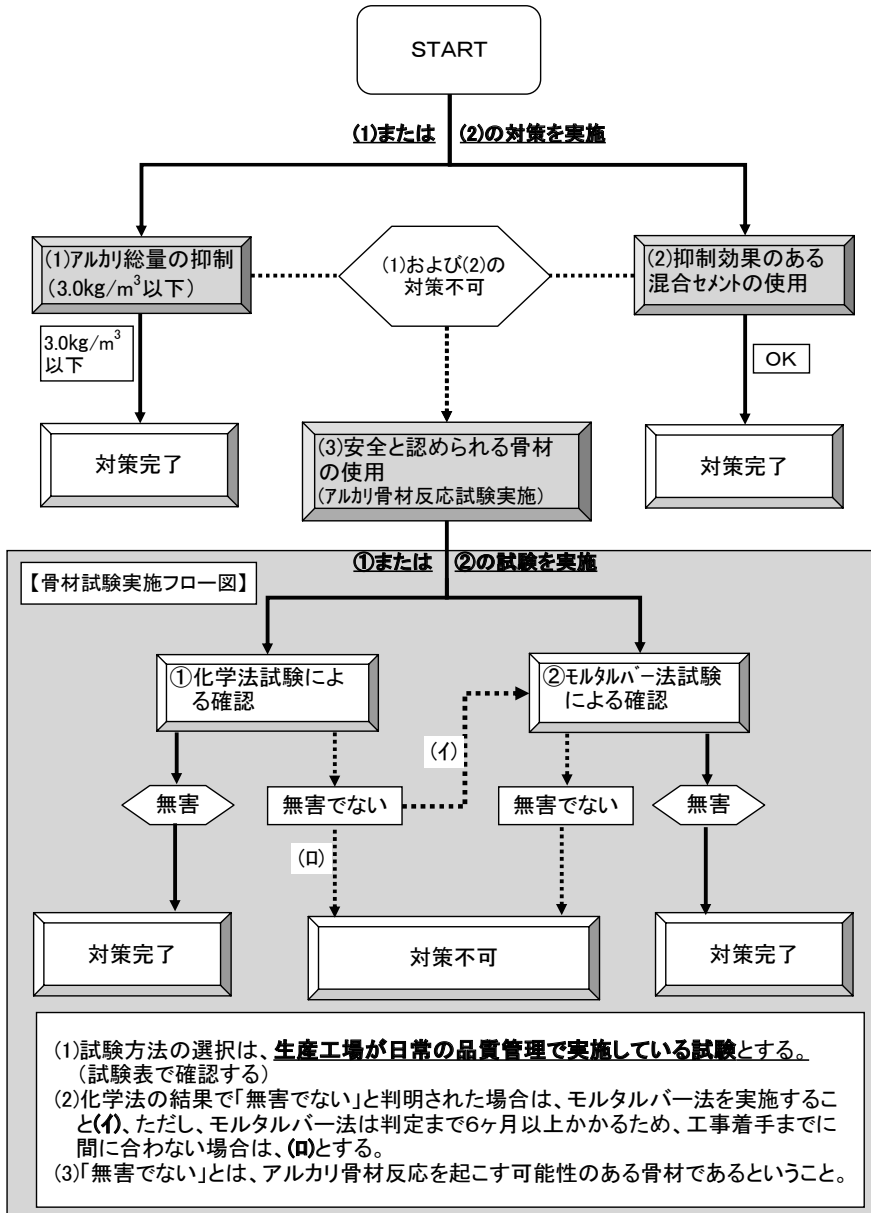 START
(1)または (2)の対策を実施
(1)アルカリ総量の抑制
(3.0kg/m³以下)
(1)および(2)の
対策不可
(2)抑制効果のある
混合セメントの使用
3.0kg/m³
以下
OK
対策完了
(3)安全と認められる骨材
の使用
(アルカリ骨材反応試験実施)
対策完了
①または ②の試験を実施
【骨材試験実施フロー図】
①化学法試験によ
る確認
②モルタルバー法試験
による確認
(イ)
無害
無害でない
無害でない
無害
(ロ)
対策完了
対策不可
対策完了
(1)試験方法の選択は、生産工場が日常の品質管理で実施している試験とする。
(試験表で確認する)
(2)化学法の結果で「無害でない」と判明された場合は、モルタルバー法を実施するこ
と(イ)、ただし、モルタルバー法は判定まで6ヶ月以上かかるため、工事着手までに
間に合わない場合は、(ロ)とする。
(3)「無害でない」とは、アルカリ骨材反応を起こす可能性のある骨材であるということ。